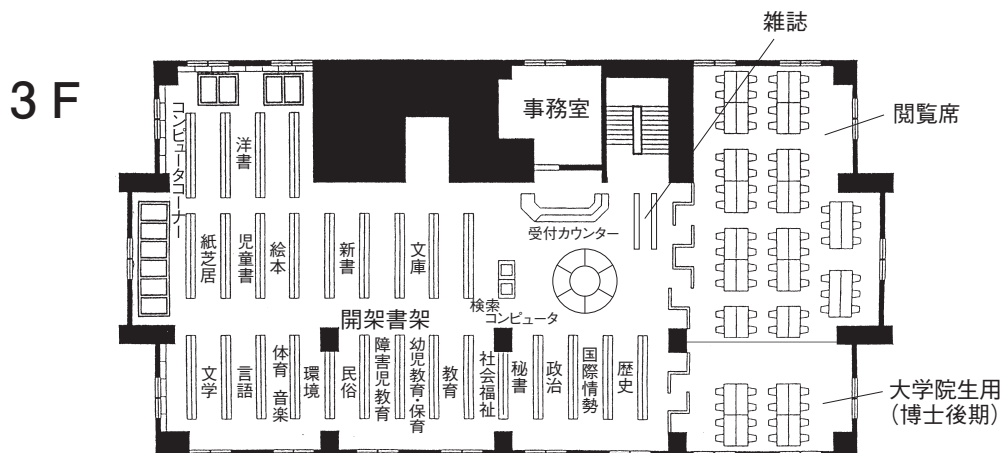 雑誌
3F
事務室
閲覧席
コンピュータコーナー
洋書
受付カウンター
紙芝居
児童書
絵本
新書
文庫
検索
コンピュータ
開架書架
文学
言語
体育 音楽
環境
民俗
障害児教育
幼児教育・保育
教育
社会福祉
秘書
政治
国際情勢
歴史
大学院生用
(博士後期)